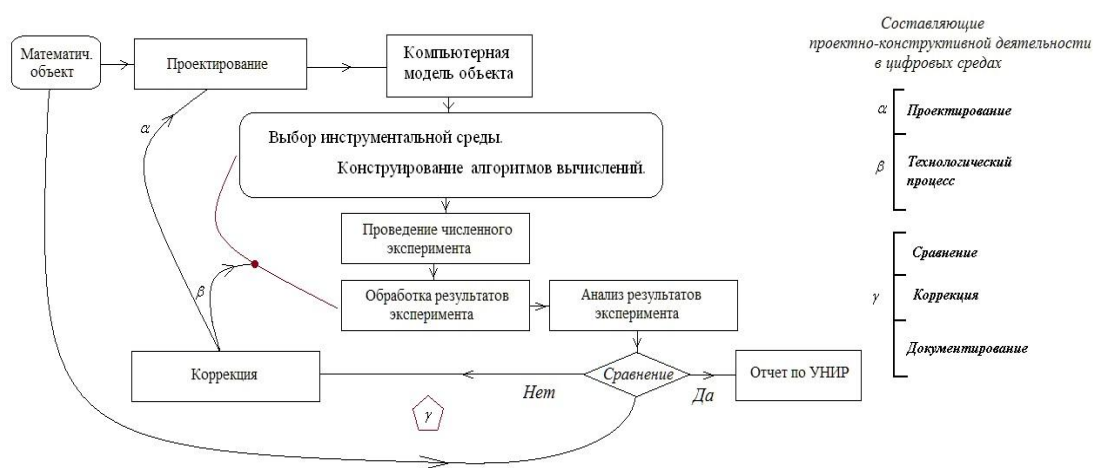 Составляющие
проектно-конструктивной деятельности
в цифровых средах
Математич.
объект
Проектирование
Компьютерная
модель объекта
α
Выбор инструментальной среды.
Конструирование алгоритмов вычислений.
Проведение численного
эксперимента
β
Обработка результатов
эксперимента
Анализ результатов
эксперимента
Коррекция
Сравнение
Нет
Да
Отчет по УНИР
γ
α
Проектирование
β
Технологический
процесс
Сравнение
γ
Коррекция
Документирование